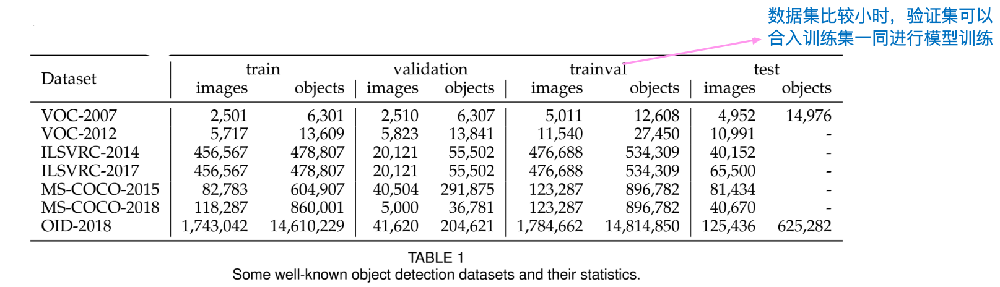 数据集比较小时，验证集可以
合入训练集一同进行模型训练
Dataset train validation trainval test
images objects images objects images objects images objects
VOC-2007 2,501 6,301 2,510 6,307 5,011 12,608 4,952 14,976
VOC-2012 5,717 13,609 5,823 13,841 11,540 27,450 10,991 -
ILSVRC-2014 456,567 478,807 20,121 55,502 476,688 534,309 40,152 -
ILSVRC-2017 456,567 478,807 20,121 55,502 476,688 534,309 65,500 -
MS-COCO-2015 82,783 604,907 40,504 291,875 123,287 896,782 81,434 -
MS-COCO-2018 118,287 860,001 5,000 36,781 123,287 896,782 40,670 -
OID-2018 1,743,042 14,610,229 41,620 204,621 1,784,662 14,814,850 125,436 625,282
TABLE 1
Some well-known object detection datasets and their statistics.